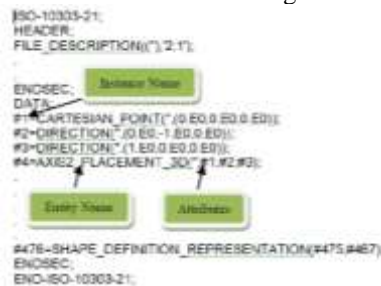 ISO-10303-21;
HEADER;
FILE_DESCRIPTION((''),'2;1');
.
ENDSEC;
Instance Name
DATA;
#1=CARTESIAN_POINT('',(0.E0,0.E0,0.E0));
#2=DIRECTION('',(0.E0,-1.E0,0.E0));
#3=DIRECTION('',(1.E0,0.E0,0.E0));
#4=AXIE2_PLACEMENT_3D('',#1,#2,#3);
.
Entity Name
Attributes
.
#476=SHAPE_DEFINITION_REPRESENTATION(#475,#467)
ENDSEC;
END-ISO-10303-21;